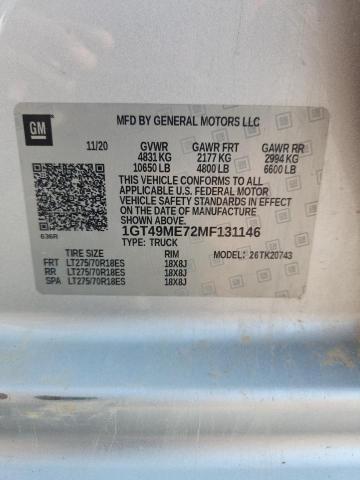 GM
MFD BY GENERAL MOTORS LLC
11/20 GVWR GAWR FRT GAWR RR
4831 KG 2177 KG 2994 KG
10650 LB 4800 LB 6600 LB
THIS VEHICLE CONFORMS TO ALL
APPLICABLE U.S. FEDERAL MOTOR
VEHICLE SAFETY STANDARDS IN EFFECT
ON THE DATE OF MANUFACTURE
SHOWN ABOVE.
636R 1GT49ME72MF131146
TYPE: TRUCK
TIRE SIZE RIM MODEL: 26TK20743
FRT LT275/70R18ES 18X8J
RR LT275/70R18ES 18X8J
SPA LT275/70R18ES 18X8J